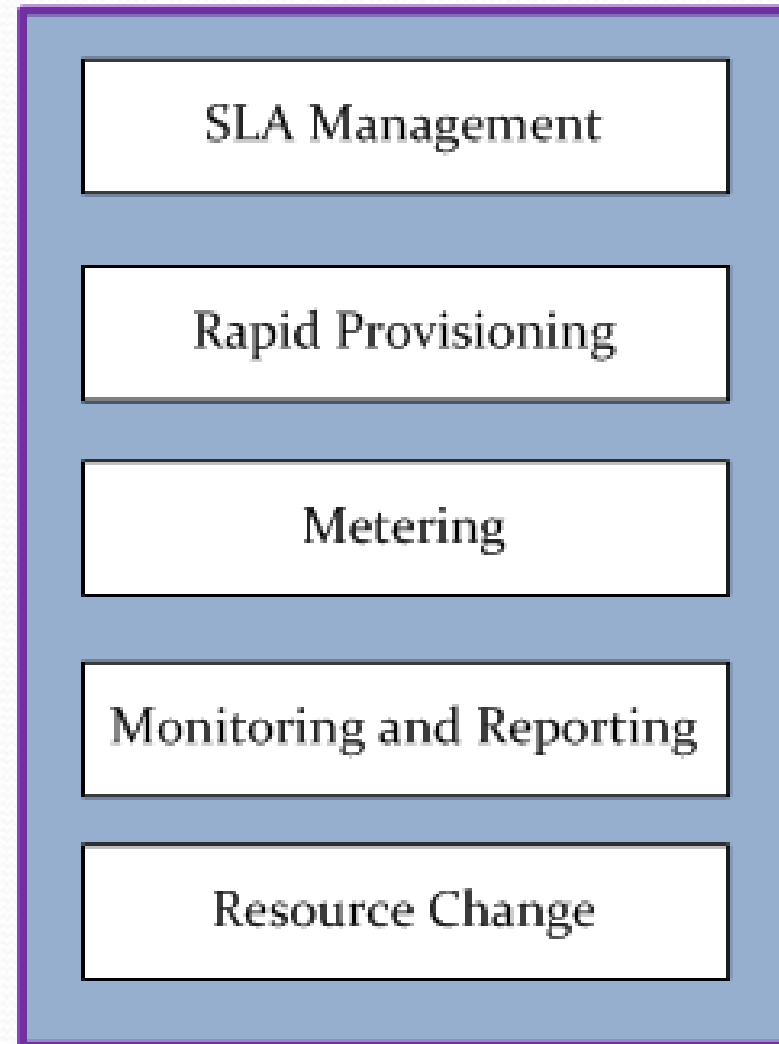 SLA Management
Rapid Provisioning
Metering
Monitoring and Reporting
Resource Change